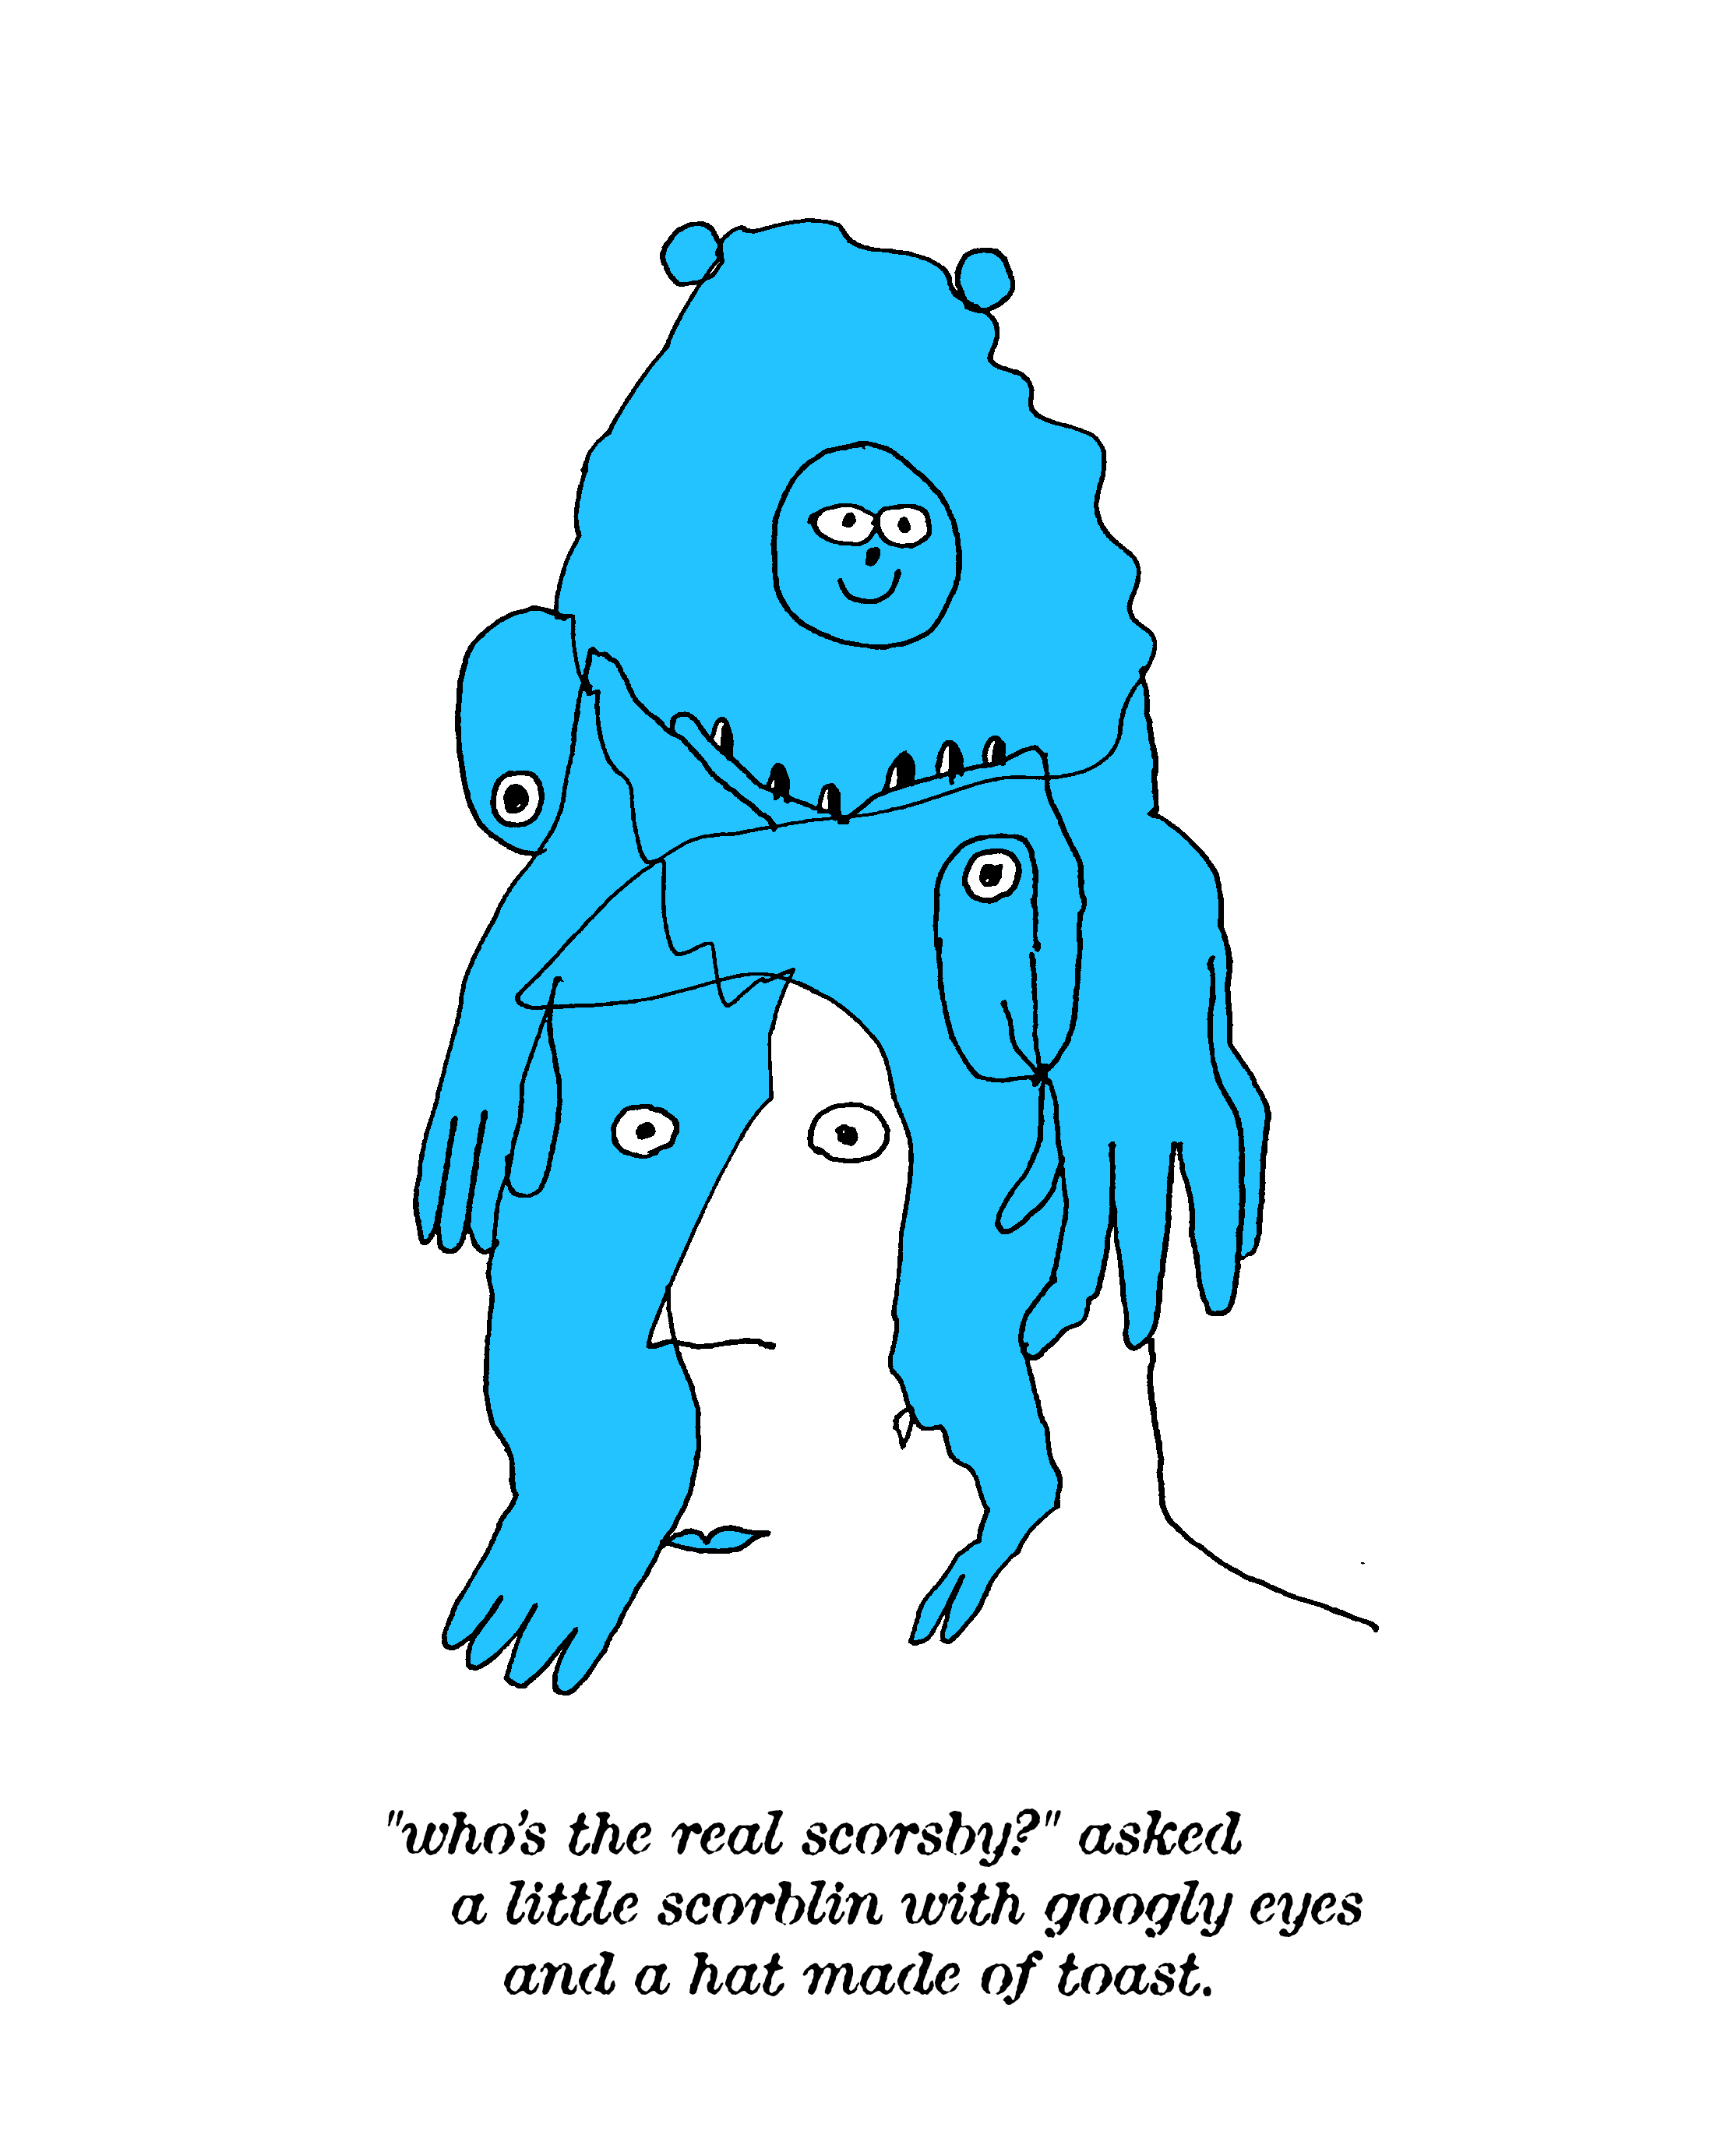 "who's the real scorsby?" asked
a little scorblin with googly eyes
and a hat made of toast.